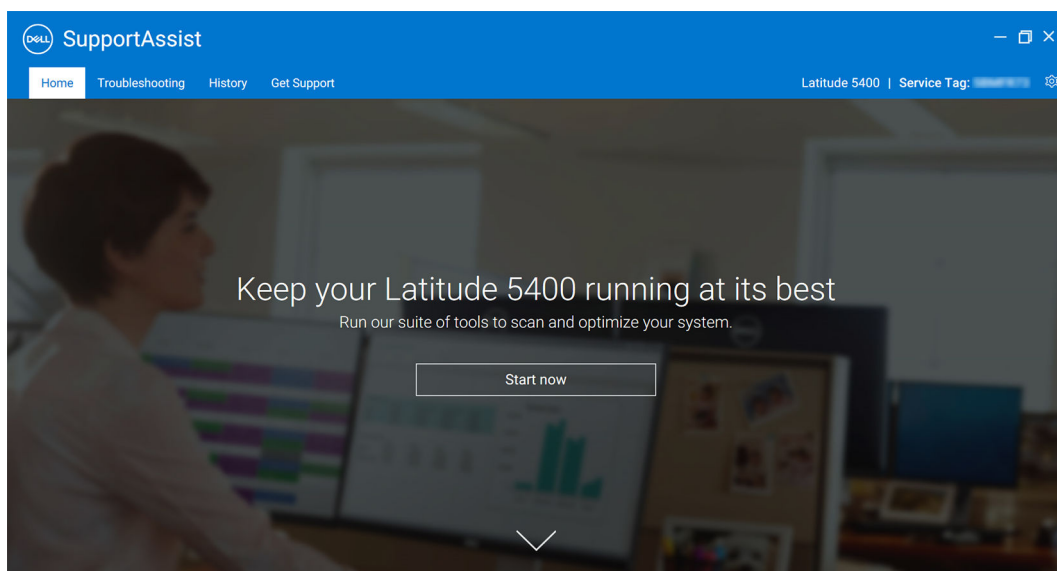 DELL SupportAssist
Home Troubleshooting History Get Support Latitude 5400 | Service Tag:
Keep your Latitude 5400 running at its best
Run our suite of tools to scan and optimize your system.
Start now